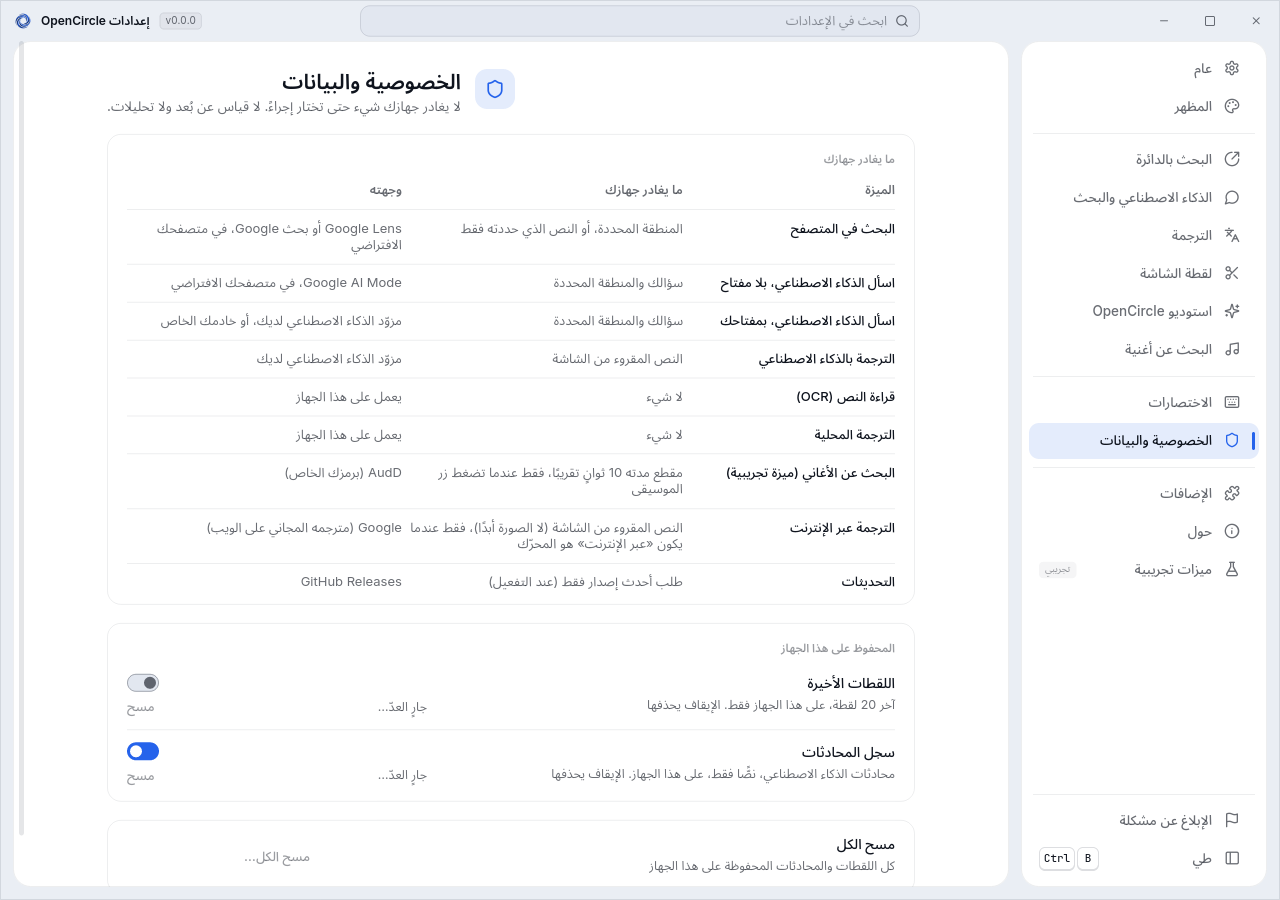 إعدادات OpenCircle
v0.0.0
ابحث في الإعدادات
عام
المظهر
البحث بالدائرة
الذكاء الاصطناعي والبحث
الترجمة
لقطة الشاشة
استوديو OpenCircle
البحث عن أغنية
الاختصارات
الخصوصية والبيانات
الإضافات
حول
ميزات تجريبية
تجريبي
الإبلاغ عن مشكلة
طي
Ctrl B
الخصوصية والبيانات
لا يغادر جهازك شيء حتى تختار إجراءً. لا قياس عن بُعد ولا تحليلات.
ما يغادر جهازك
الميزة ما يغادر جهازك وجهته
البحث في المتصفح المنطقة المحددة، أو النص الذي حددته فقط Google Lens أو بحث Google، في متصفحك
الافتراضي
اسأل الذكاء الاصطناعي، بلا مفتاح سؤالك والمنطقة المحددة Google AI Mode، في متصفحك الافتراضي
اسأل الذكاء الاصطناعي، بمفتاحك سؤالك والمنطقة المحددة مزوّد الذكاء الاصطناعي لديك، أو خادمك الخاص
الترجمة بالذكاء الاصطناعي النص المقروء من الشاشة مزوّد الذكاء الاصطناعي لديك
قراءة النص (OCR) لا شيء يعمل على هذا الجهاز
الترجمة المحلية لا شيء يعمل على هذا الجهاز
البحث عن الأغاني (ميزة تجريبية) مقطع مدته 10 ثوانٍ تقريبًا، فقط عندما تضغط زر AudD (برمزك الخاص)
الموسيقى
الترجمة عبر الإنترنت النص المقروء من الشاشة (لا الصورة أبدًا)، فقط عندما Google (مترجمه المجاني على الويب)
يكون «عبر الإنترنت» هو المحرّك
التحديثات طلب أحدث إصدار فقط (عند التفعيل) GitHub Releases
المحفوظ على هذا الجهاز
اللقطات الأخيرة
آخر 20 لقطة، على هذا الجهاز فقط. الإيقاف يحذفها
جارٍ العدّ...
مسح
سجل المحادثات
محادثات الذكاء الاصطناعي، نصًّا فقط، على هذا الجهاز. الإيقاف يحذفها
جارٍ العدّ...
مسح
مسح الكل
كل اللقطات والمحادثات المحفوظة على هذا الجهاز
مسح الكل...